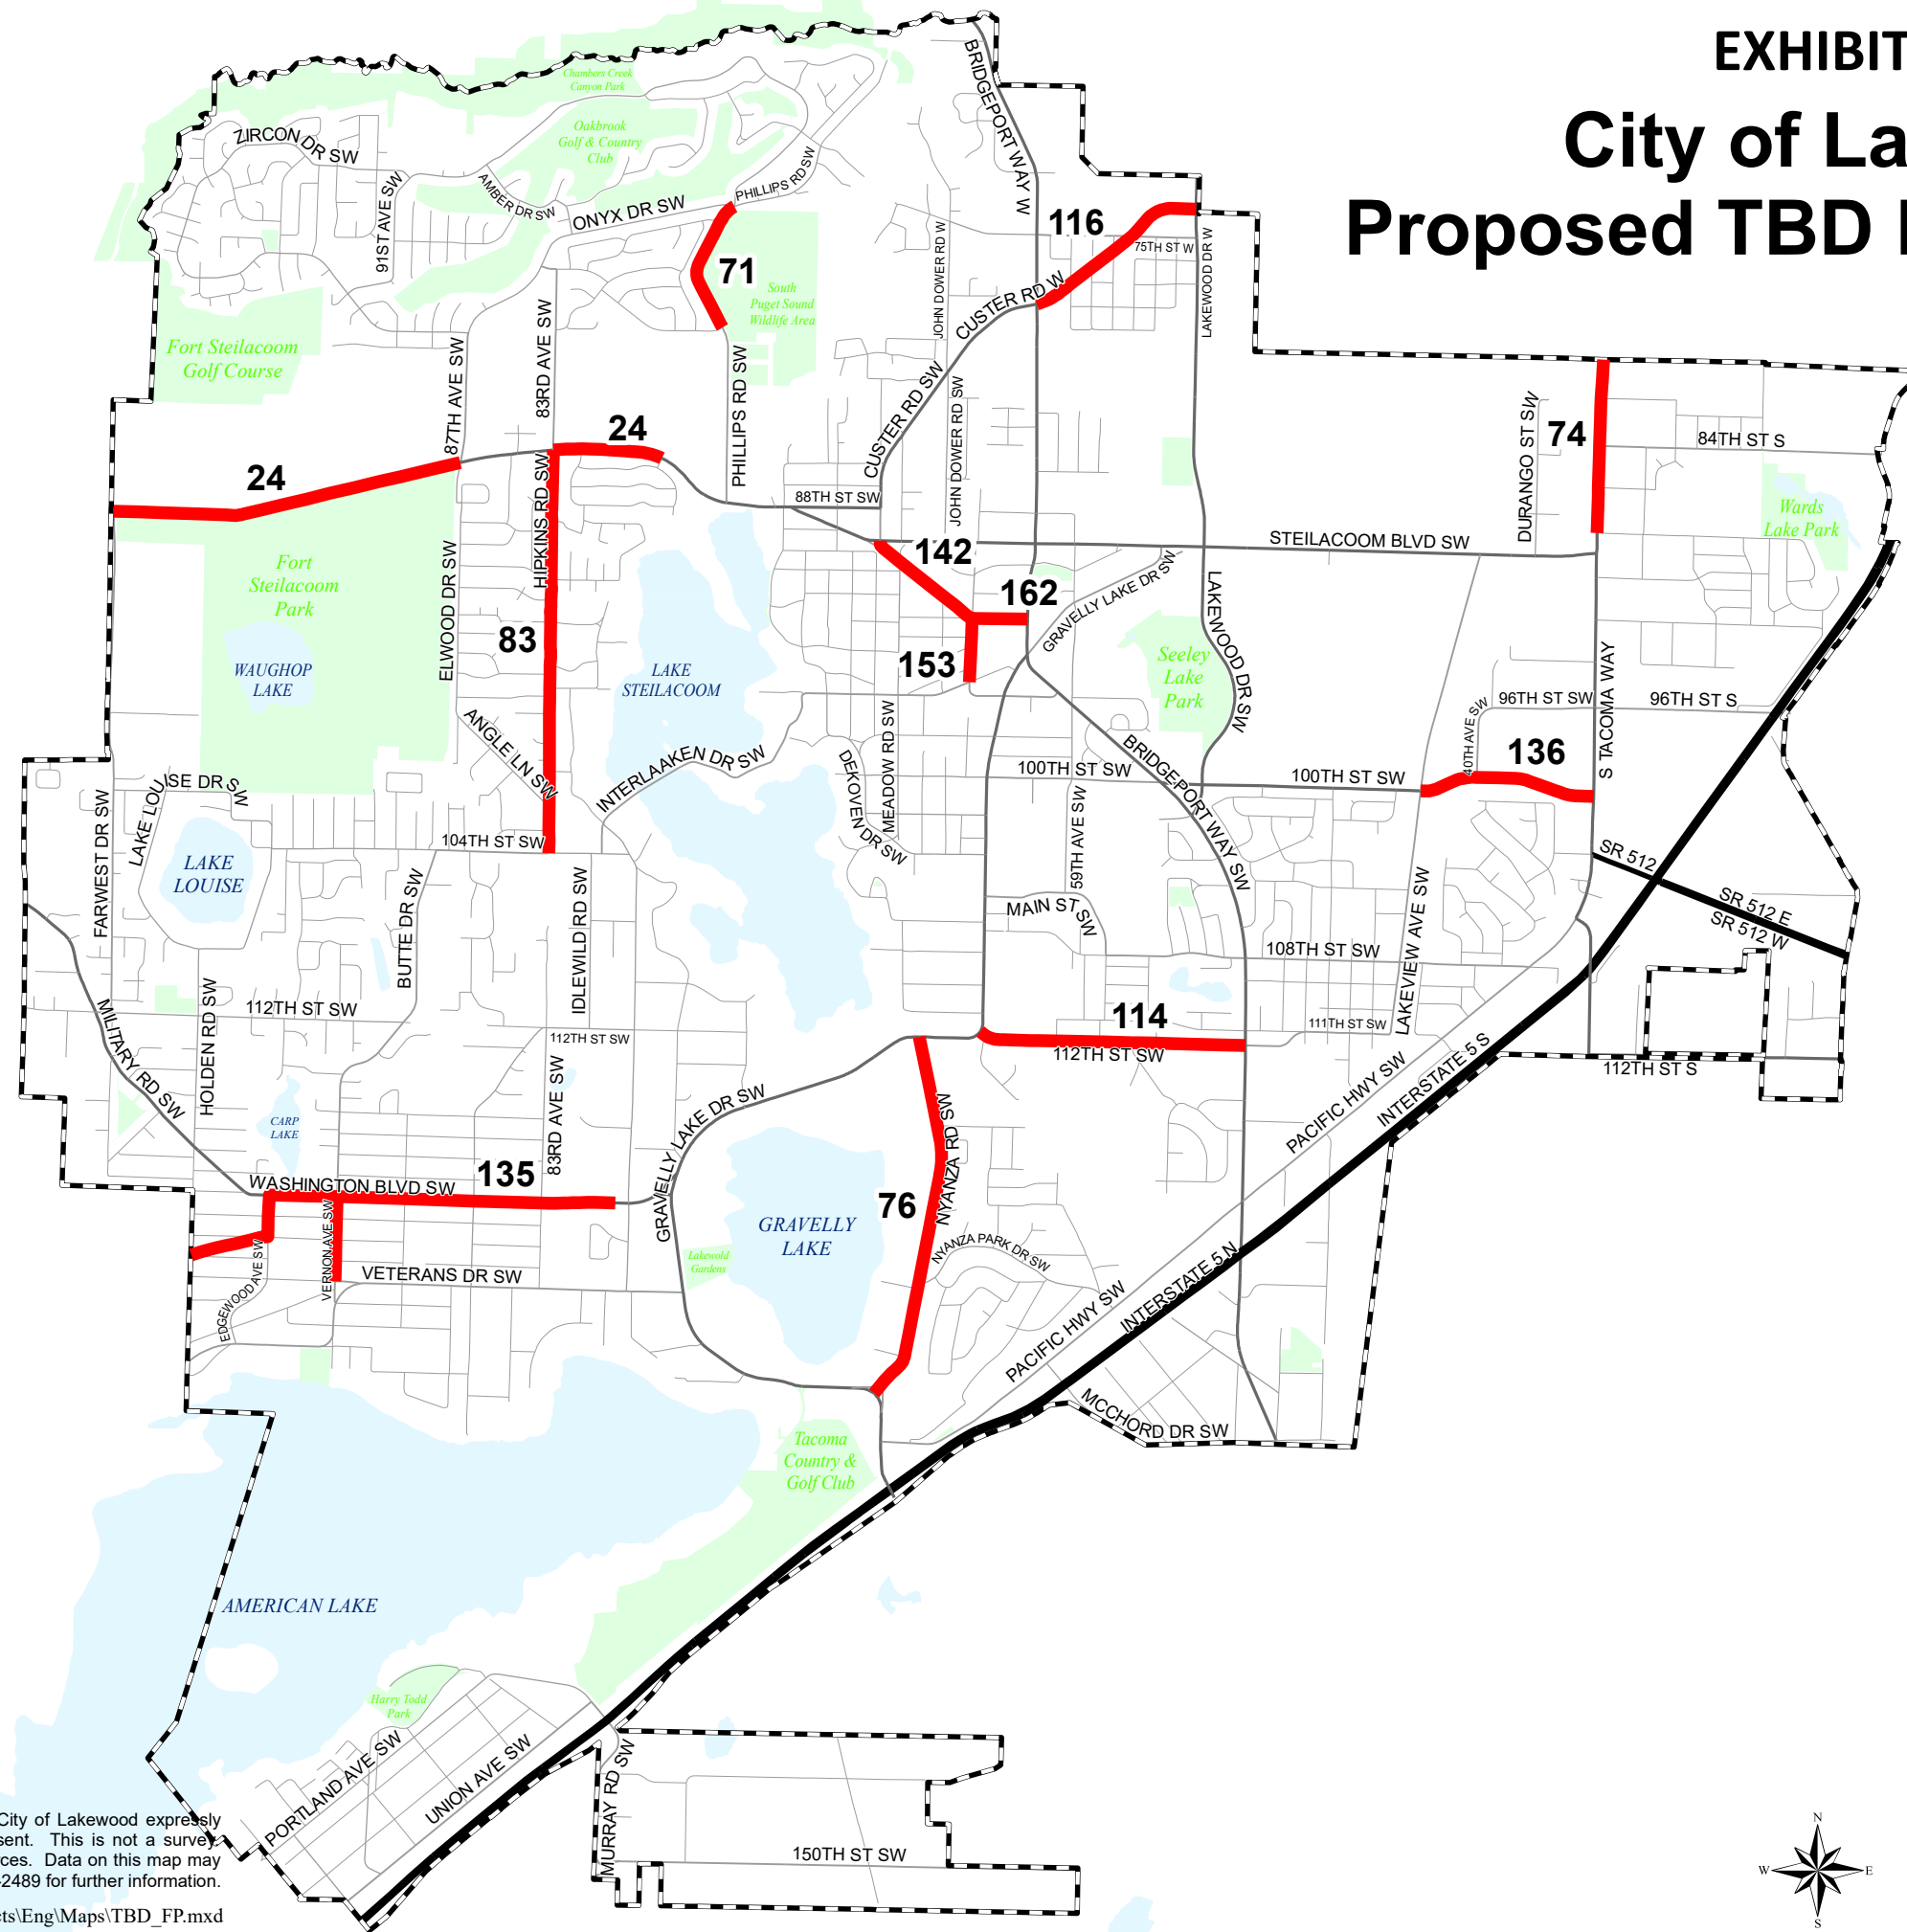 EXHIBIT
City of La
Proposed TBD
Chambers Creek
Canyon Park
Oakbrook
Golf & Country
Club
ZIRCON DR SW
91ST AVE SW
AMBER DR SW
ONYX DR SW
PHILLIPS RD SW
BRIDGEPORT WAY W
JOHN DOWER RD W
116
75TH ST W
LAKEWOOD DR W
CUSTER RD W
71
South
Puget Sound
Wildlife Area
Fort Steilacoom
Golf Course
87TH AVE SW
83RD AVE SW
PHILLIPS RD SW
CUSTER RD SW
JOHN DOWER RD SW
24
24
88TH ST SW
HIPKINS RD SW
DURANGO ST SW
74
84TH ST S
Wards
Lake Park
STEILACOOM BLVD SW
142
162
153
GRAVELLY LAKE DR SW
LAKEWOOD DR SW
Seeley
Lake
Park
Fort
Steilacoom
Park
WAUGHOP
LAKE
ELWOOD DR SW
83
LAKE
STEILACOOM
ANGLE LN SW
INTERLAAKEN DR SW
DEKOVEN DR SW
MEADOW RD SW
BRIDGEPORT WAY SW
100TH ST SW
100TH ST SW
59TH AVE SW
40TH AVE SW
96TH ST SW
96TH ST S
S TACOMA WAY
136
SR 512
SR 512 E
SR 512 W
FARWEST DR SW
LAKE LOUISE DR SW
LAKE
LOUISE
104TH ST SW
BUTTE DR SW
IDLEWILD RD SW
MAIN ST SW
108TH ST SW
LAKEVIEW AVE SW
112TH ST SW
HOLDEN RD SW
MILITARY RD SW
112TH ST SW
83RD AVE SW
114
112TH ST SW
111TH ST SW
PACIFIC HWY SW
INTERSTATE 5 S
112TH ST S
CARP
LAKE
GRAVELLY LAKE DR SW
NYANZA RD SW
135
WASHINGTON BLVD SW
76
GRAVELLY
LAKE
NYANZA PARK DR SW
VERNON AVE SW
EDGEWOOD AVE SW
VETERANS DR SW
Lakewold
Gardens
PACIFIC HWY SW
INTERSTATE 5 N
MCCHORD DR SW
Tacoma
Country &
Golf Club
AMERICAN LAKE
Harry Todd
Park
PORTLAND AVE SW
UNION AVE SW
MURRAY RD SW
150TH ST SW
City of Lakewood expressly
sent. This is not a survey.
rces. Data on this map may
-2489 for further information.
cts\Eng\Maps\TBD_FP.mxd
N
W
E
S